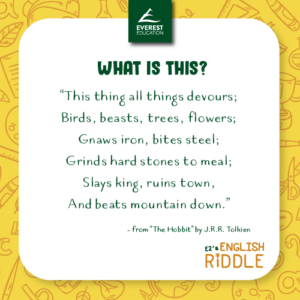 EVEREST
EDUCATION
WHAT IS THIS?
“This thing all things devours;
Birds, beasts, trees, flowers;
Gnaws iron, bites steel;
Grinds hard stones to meal;
Slays king, ruins town,
And beats mountain down.”
- from "The Hobbit" by J.R.R. Tolkien
E2's ENGLISH
RIDDLE